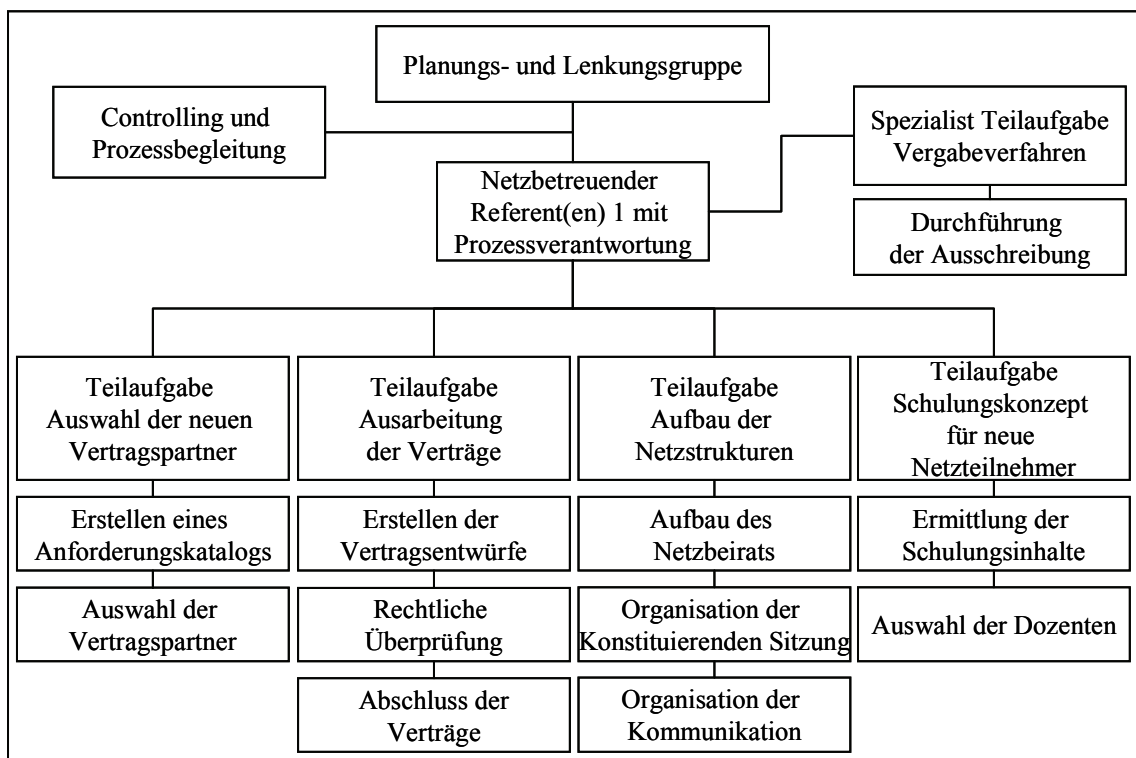 Planungs- und Lenkungsgruppe
Controlling und
Prozessbegleitung
Spezialist Teilaufgabe
Vergabeverfahren
Netzbetreuender
Referent(en) 1 mit
Prozessverantwortung
Durchführung
der Ausschreibung
Teilaufgabe
Auswahl der neuen
Vertragspartner
Erstellen eines
Anforderungskatalogs
Auswahl der
Vertragspartner
Teilaufgabe
Ausarbeitung
der Verträge
Erstellen der
Vertragsentwürfe
Rechtliche
Überprüfung
Abschluss der
Verträge
Teilaufgabe
Aufbau der
Netzstrukturen
Aufbau des
Netzbeirats
Organisation der
Konstituierenden Sitzung
Organisation der
Kommunikation
Teilaufgabe
Schulungskonzept
für neue
Netzteilnehmer
Ermittlung der
Schulungsinhalte
Auswahl der Dozenten